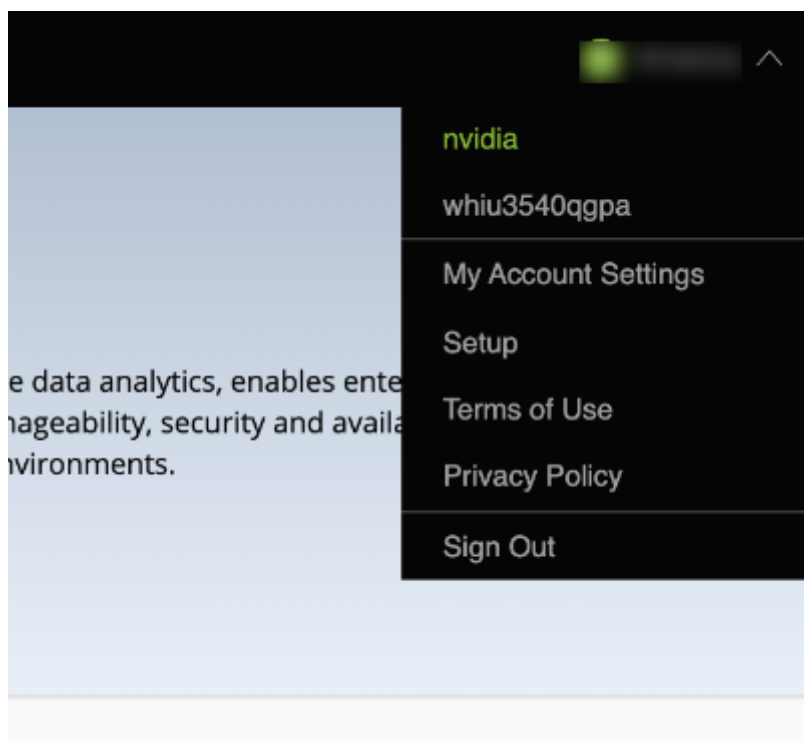 nvidia
whiu3540qgpa
My Account Settings
Setup
Terms of Use
Privacy Policy
Sign Out
e data analytics, enables ente
nageability, security and availa
nvironments.